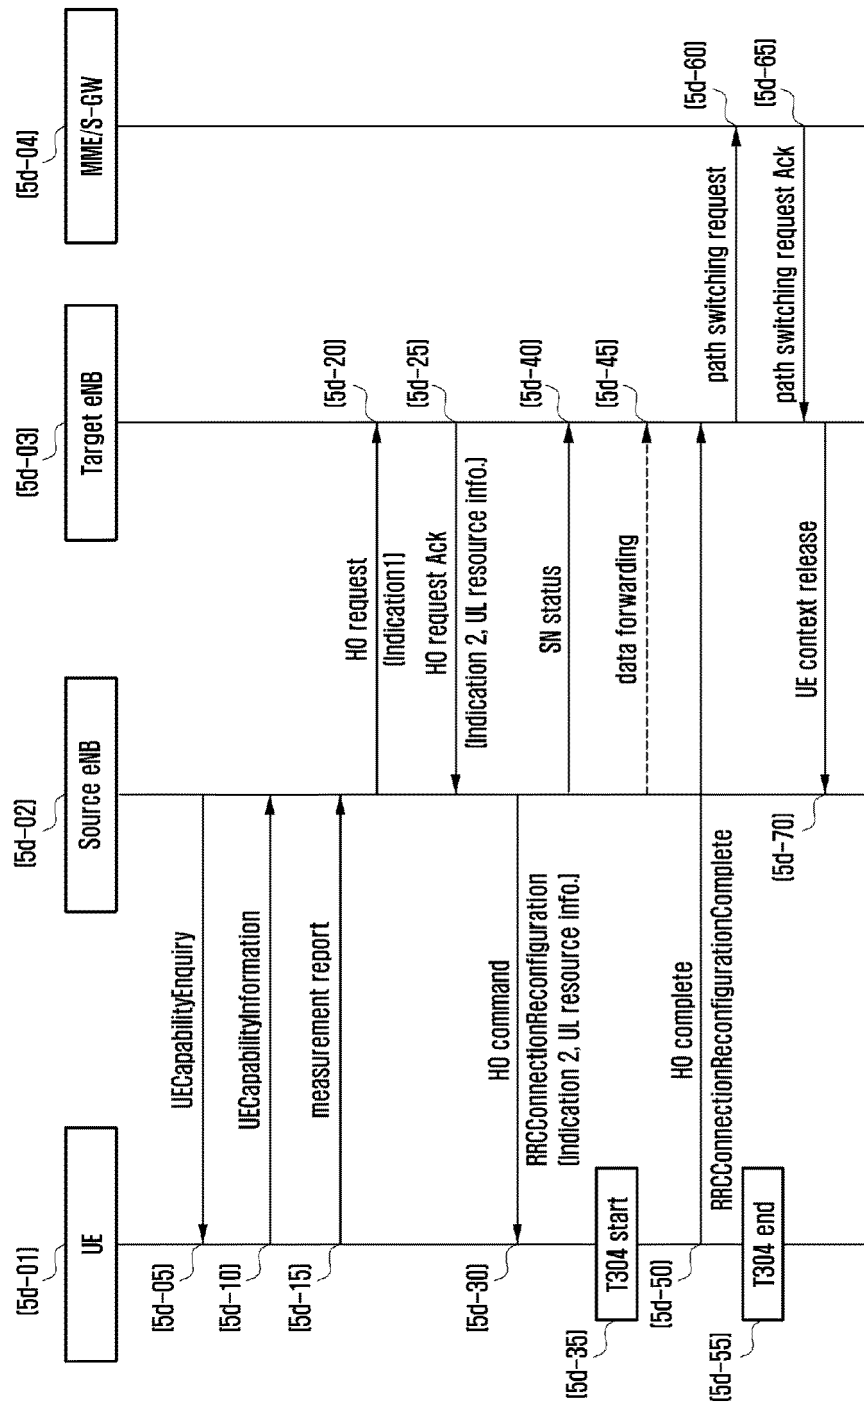 (5d-01)
UE
(5d-02)
Source eNB
(5d-03)
Target eNB
(5d-04)
MME/S-GW
UECapabilityEnquiry
(5d-05)
UECapabilityInformation
(5d-10)
measurement report
(5d-15)
HO request
(Indication1)
(5d-20)
HO request Ack
(Indication 2, UL resource info.)
(5d-25)
HO command
RRCConnectionReconfiguration
(Indication 2, UL resource info.)
(5d-30)
T304 start
(5d-35)
SN status
(5d-40)
data forwarding
(5d-45)
HO complete
RRCConnectionReconfigurationComplete
(5d-50)
T304 end
(5d-55)
path switching request
(5d-60)
path switching request Ack
(5d-65)
UE context release
(5d-70)